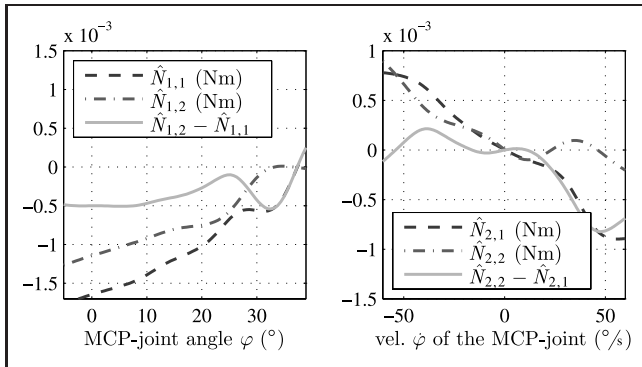 x 10⁻³
1.5
1
0.5
0
−0.5
−1
−1.5
N̂₁,₁ (Nm)
N̂₁,₂ (Nm)
N̂₁,₂ − N̂₁,₁
0 10 20 30
MCP-joint angle φ (°)
x 10⁻³
1
0.5
0
−0.5
−1
−1.5
N̂₂,₁ (Nm)
N̂₂,₂ (Nm)
N̂₂,₂ − N̂₂,₁
−50 0 50
vel. φ̇ of the MCP-joint (°/s)